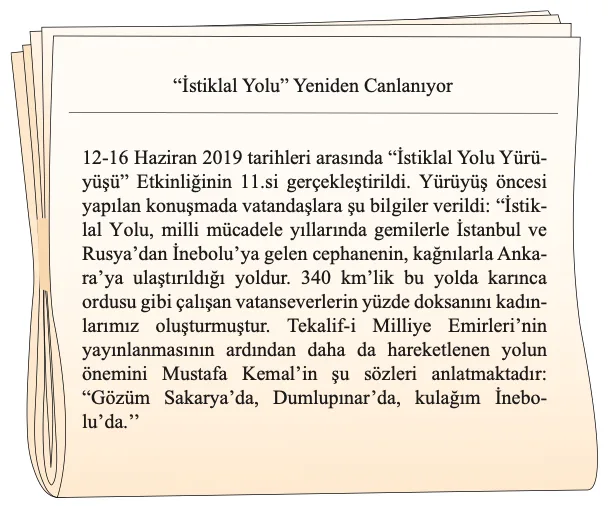 “İstiklal Yolu” Yeniden Canlanıyor
12-16 Haziran 2019 tarihleri arasında “İstiklal Yolu Yürü-
yüşü” Etkinliğinin 11.si gerçekleştirildi. Yürüyüş öncesi
yapılan konuşmada vatandaşlara şu bilgiler verildi: “İstik-
lal Yolu, milli mücadele yıllarında gemilerle İstanbul ve
Rusya’dan İnebolu’ya gelen cephanenin, kağnılarla Anka-
ra’ya ulaştırıldığı yoldur. 340 km’lik bu yolda karınca
ordusu gibi çalışan vatanseverlerin yüzde doksanını kadın-
larımız oluşturmuştur. Tekalif-i Milliye Emirleri’nin
yayınlanmasının ardından daha da hareketlenen yolun
önemini Mustafa Kemal’in şu sözleri anlatmaktadır:
“Gözüm Sakarya’da, Dumlupınar’da, kulağım İnebo-
lu’da.’’